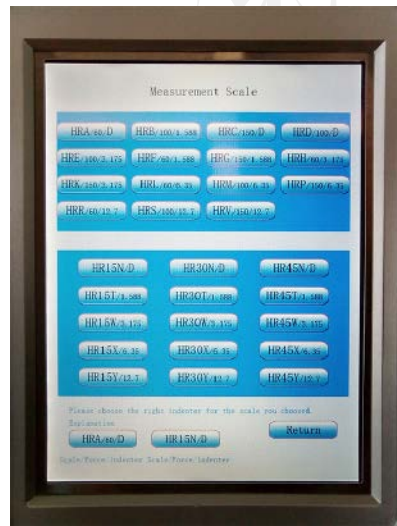 Measurement Scale
HRA/60/D HRB/100/1.588 HRC/150/D HRD/100/D
HRE/100/3.175 HRF/60/1.588 HRG/150/1.588 HRH/60/3.175
HRK/150/3.175 HRL/60/6.35 HRM/100/6.35 HRP/150/6.35
HRR/60/12.7 HRS/100/12.7 HRV/150/12.7
HR15N/D HR30N/D HR45N/D
HR15T/1.588 HR30T/1.588 HR45T/1.588
HR15W/3.175 HR30W/3.175 HR45W/3.175
HR15X/6.35 HR30X/6.35 HR45X/6.35
HR15Y/12.7 HR30Y/12.7 HR45Y/12.7
Please choose the right indenter for the scale you choosed.
Explanation
HRA/60/D HR15N/D Return
Scale/Force/Indenter Scale/Force/Indenter